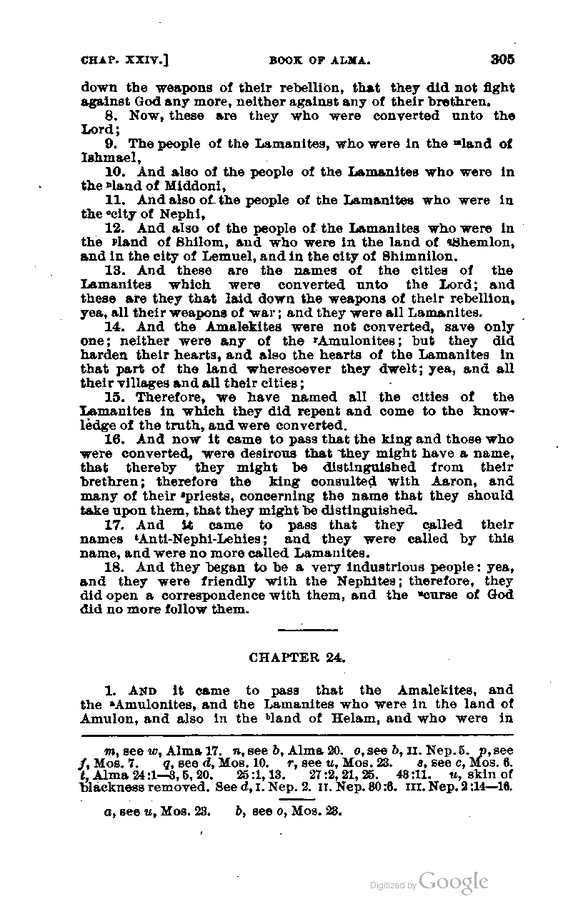 CHAP. XXIV.] BOOK OF ALMA. 305
down the weapons of their rebellion, that they did not fight
against God any more, neither against any of their brethren.
8. Now, these are they who were converted unto the
Lord;
9. The people of the Lamanites, who were in the ᵐland of
Ishmael,
10. And also of the people of the Lamanites who were in
the ⁿland of Middoni,
11. And also of the people of the Lamanites who were in
the ᵒcity of Nephi,
12. And also of the people of the Lamanites who were in
the ᵖland of Shilom, and who were in the land of qShemlon,
and in the city of Lemuel, and in the city of Shimnilon.
13. And these are the names of the cities of the
Lamanites which were converted unto the Lord; and
these are they that laid down the weapons of their rebellion,
yea, all their weapons of war; and they were all Lamanites.
14. And the Amalekites were not converted, save only
one; neither were any of the ʳAmulonites; but they did
harden their hearts, and also the hearts of the Lamanites in
that part of the land wheresoever they dwelt; yea, and all
their villages and all their cities;
15. Therefore, we have named all the cities of the
Lamanites in which they did repent and come to the know-
ledge of the truth, and were converted.
16. And now it came to pass that the king and those who
were converted, were desirous that they might have a name,
that thereby they might be distinguished from their
brethren; therefore the king consulted with Aaron, and
many of their ˢpriests, concerning the name that they should
take upon them, that they might be distinguished.
17. And it came to pass that they called their
names ᵗAnti-Nephi-Lehies; and they were called by this
name, and were no more called Lamanites.
18. And they began to be a very industrious people: yea,
and they were friendly with the Nephites; therefore, they
did open a correspondence with them, and the ᵘcurse of God
did no more follow them.
CHAPTER 24.
1. AND it came to pass that the Amalekites, and
the ᵃAmulonites, and the Lamanites who were in the land of
Amulon, and also in the ᵇland of Helam, and who were in
m, see w, Alma 17. n, see b, Alma 20. o, see b, II. Nep. 5. p, see
f, Mos. 7. q, see d, Mos. 10. r, see u, Mos. 23. s, see c, Mos. 6.
t, Alma 24:1—3, 5, 20. 25:1, 13. 27:2, 21, 25. 43:11. u, skin of
blackness removed. See d, I. Nep. 2. II. Nep. 30:6. III. Nep. 2:14—16.
a, see u, Mos. 23. b, see o, Mos. 23.
Digitized by Google